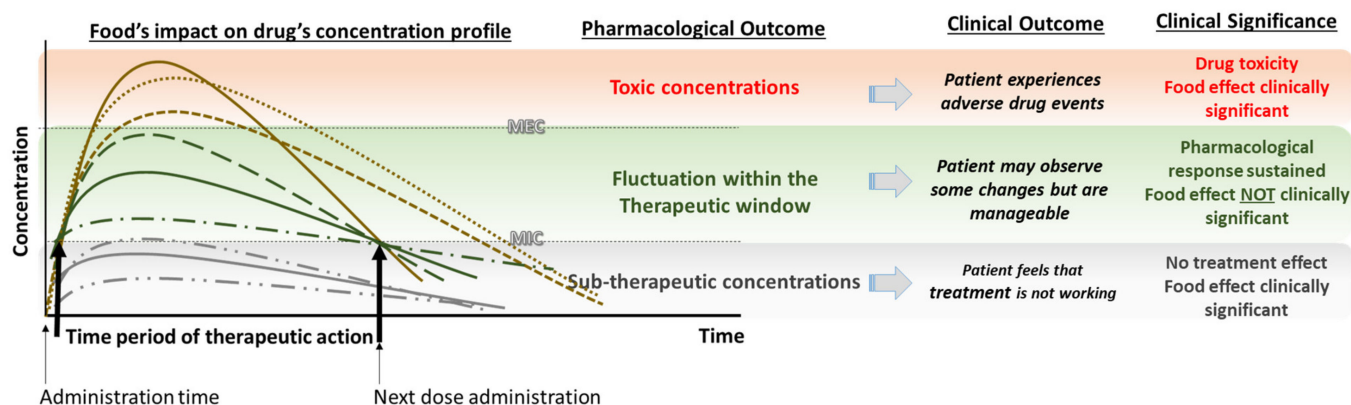 Food's impact on drug's concentration profile
Pharmacological Outcome
Clinical Outcome
Clinical Significance
Toxic concentrations
Patient experiences
adverse drug events
Drug toxicity
Food effect clinically
significant
MEC
Concentration
Fluctuation within the
Therapeutic window
Patient may observe
some changes but are
manageable
Pharmacological
response sustained
Food effect NOT clinically
significant
MIC
Sub-therapeutic concentrations
Patient feels that
treatment is not working
No treatment effect
Food effect clinically
significant
Time period of therapeutic action
Time
Administration time
Next dose administration